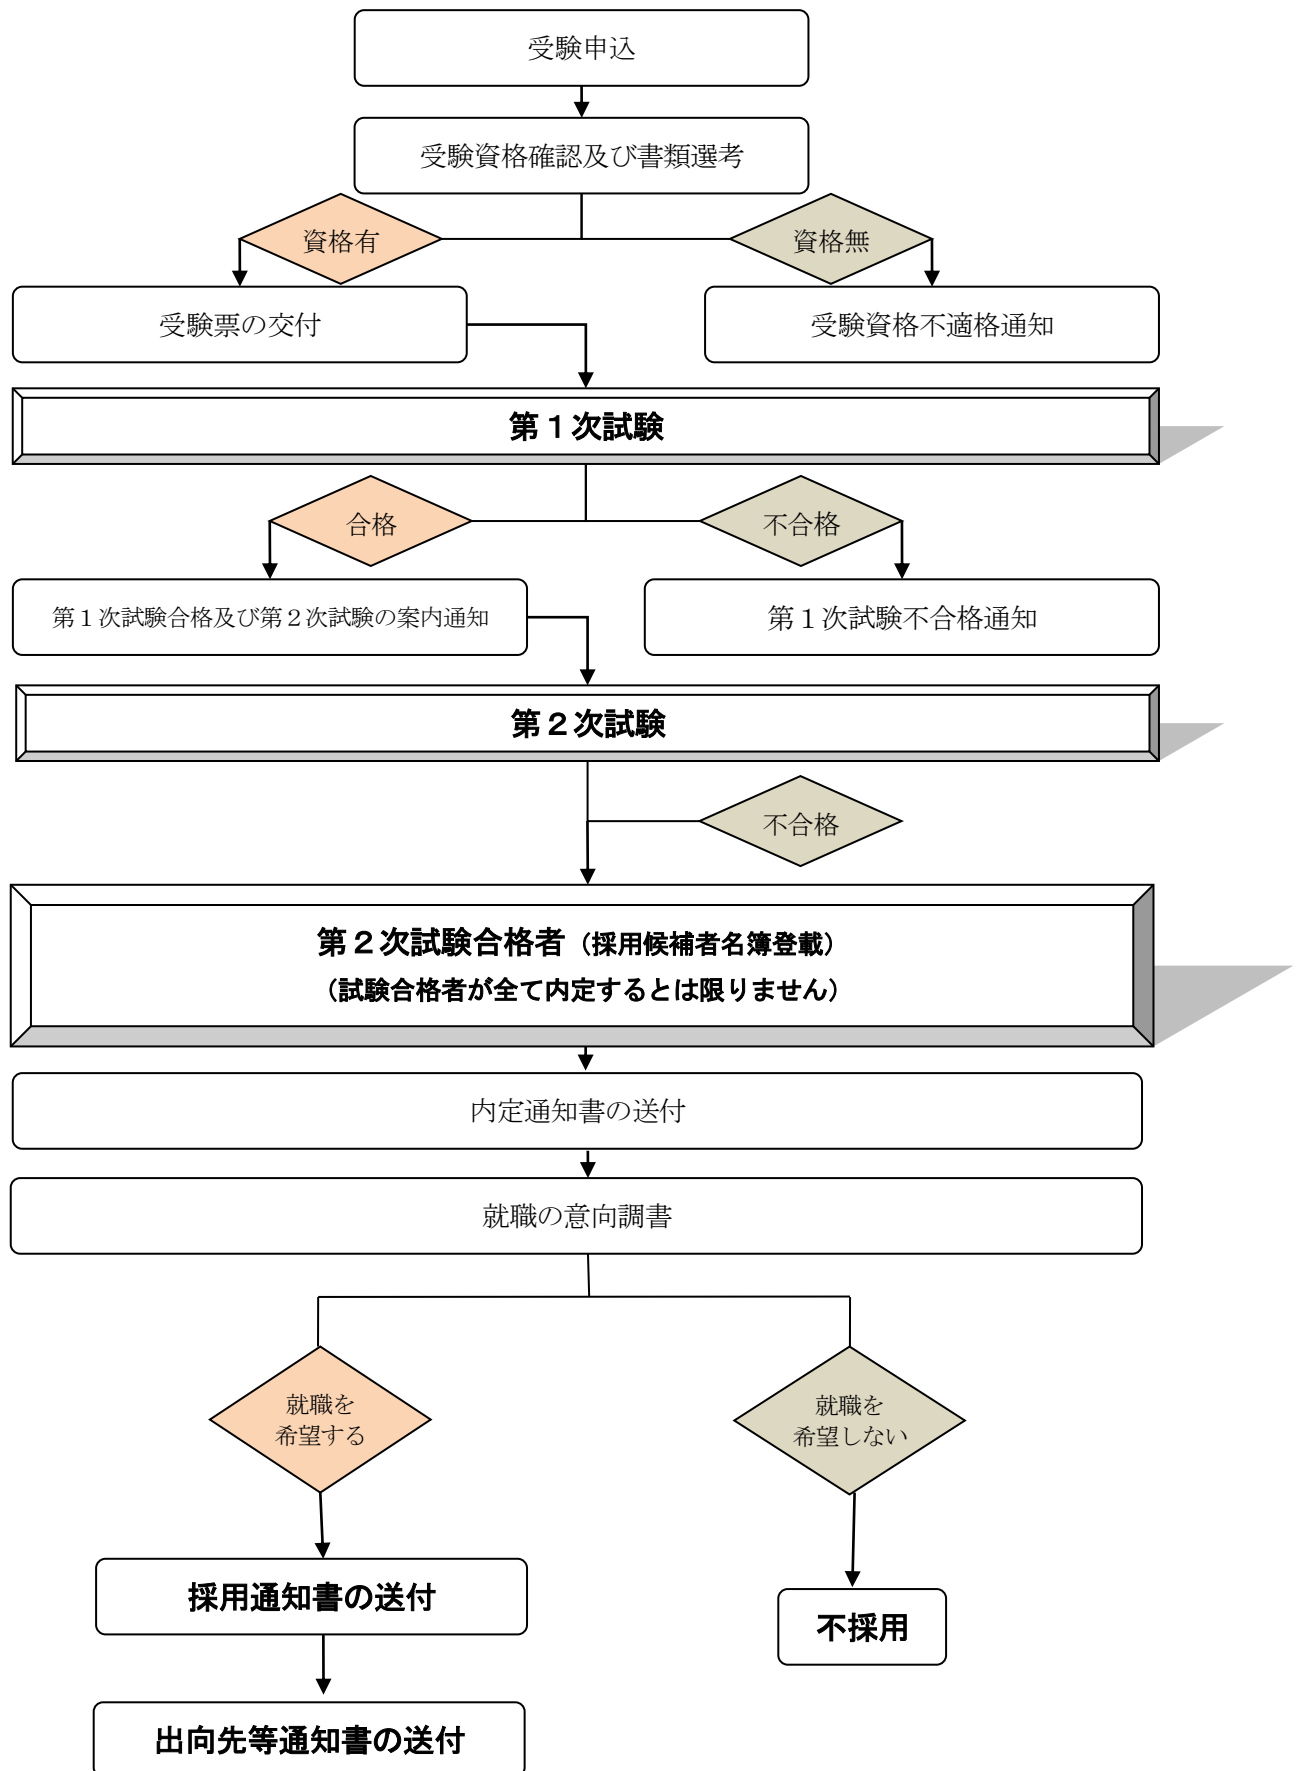 受験申込
受験資格確認及び書類選考
資格有
資格無
受験票の交付
受験資格不適格通知
第１次試験
合格
不合格
第１次試験合格及び第２次試験の案内通知
第１次試験不合格通知
第２次試験
不合格
第２次試験合格者（採用候補者名簿登載）
（試験合格者が全て内定するとは限りません）
内定通知書の送付
就職の意向調書
就職を
希望する
就職を
希望しない
採用通知書の送付
不採用
出向先等通知書の送付